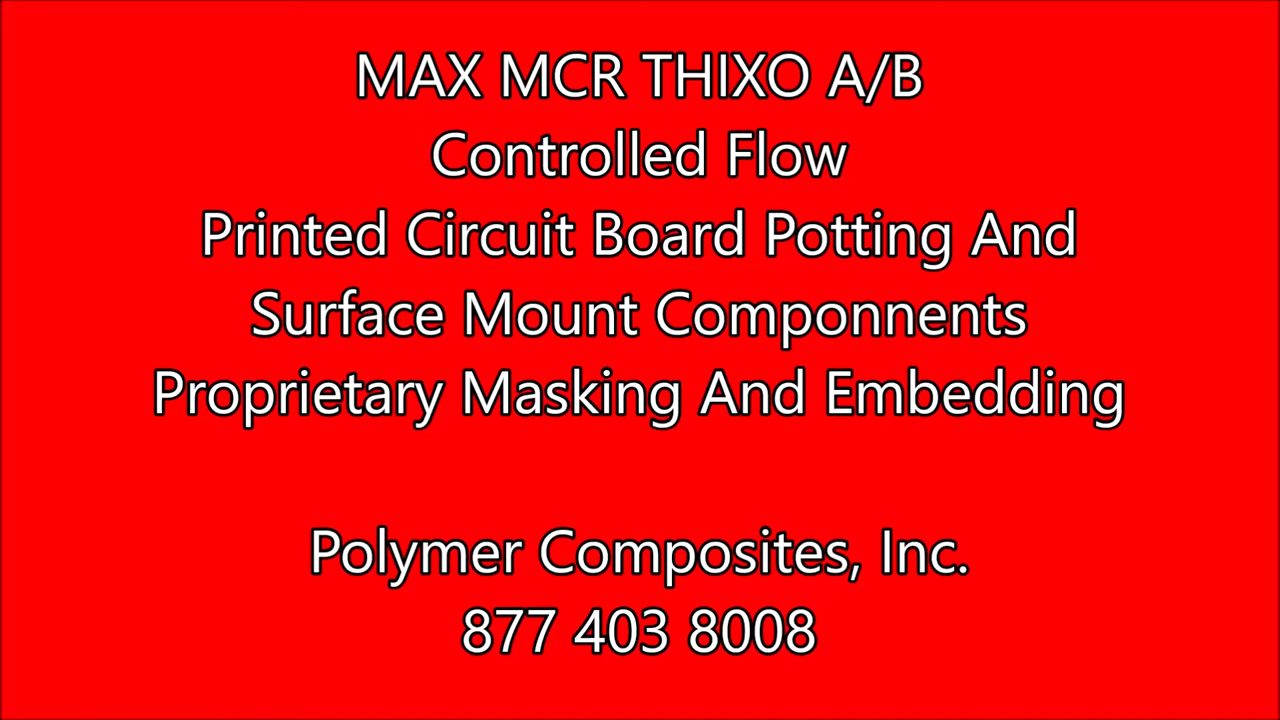 MAX MCR THIXO A/B
Controlled Flow
Printed Circuit Board Potting And
Surface Mount Componnents
Proprietary Masking And Embedding
Polymer Composites, Inc.
877 403 8008